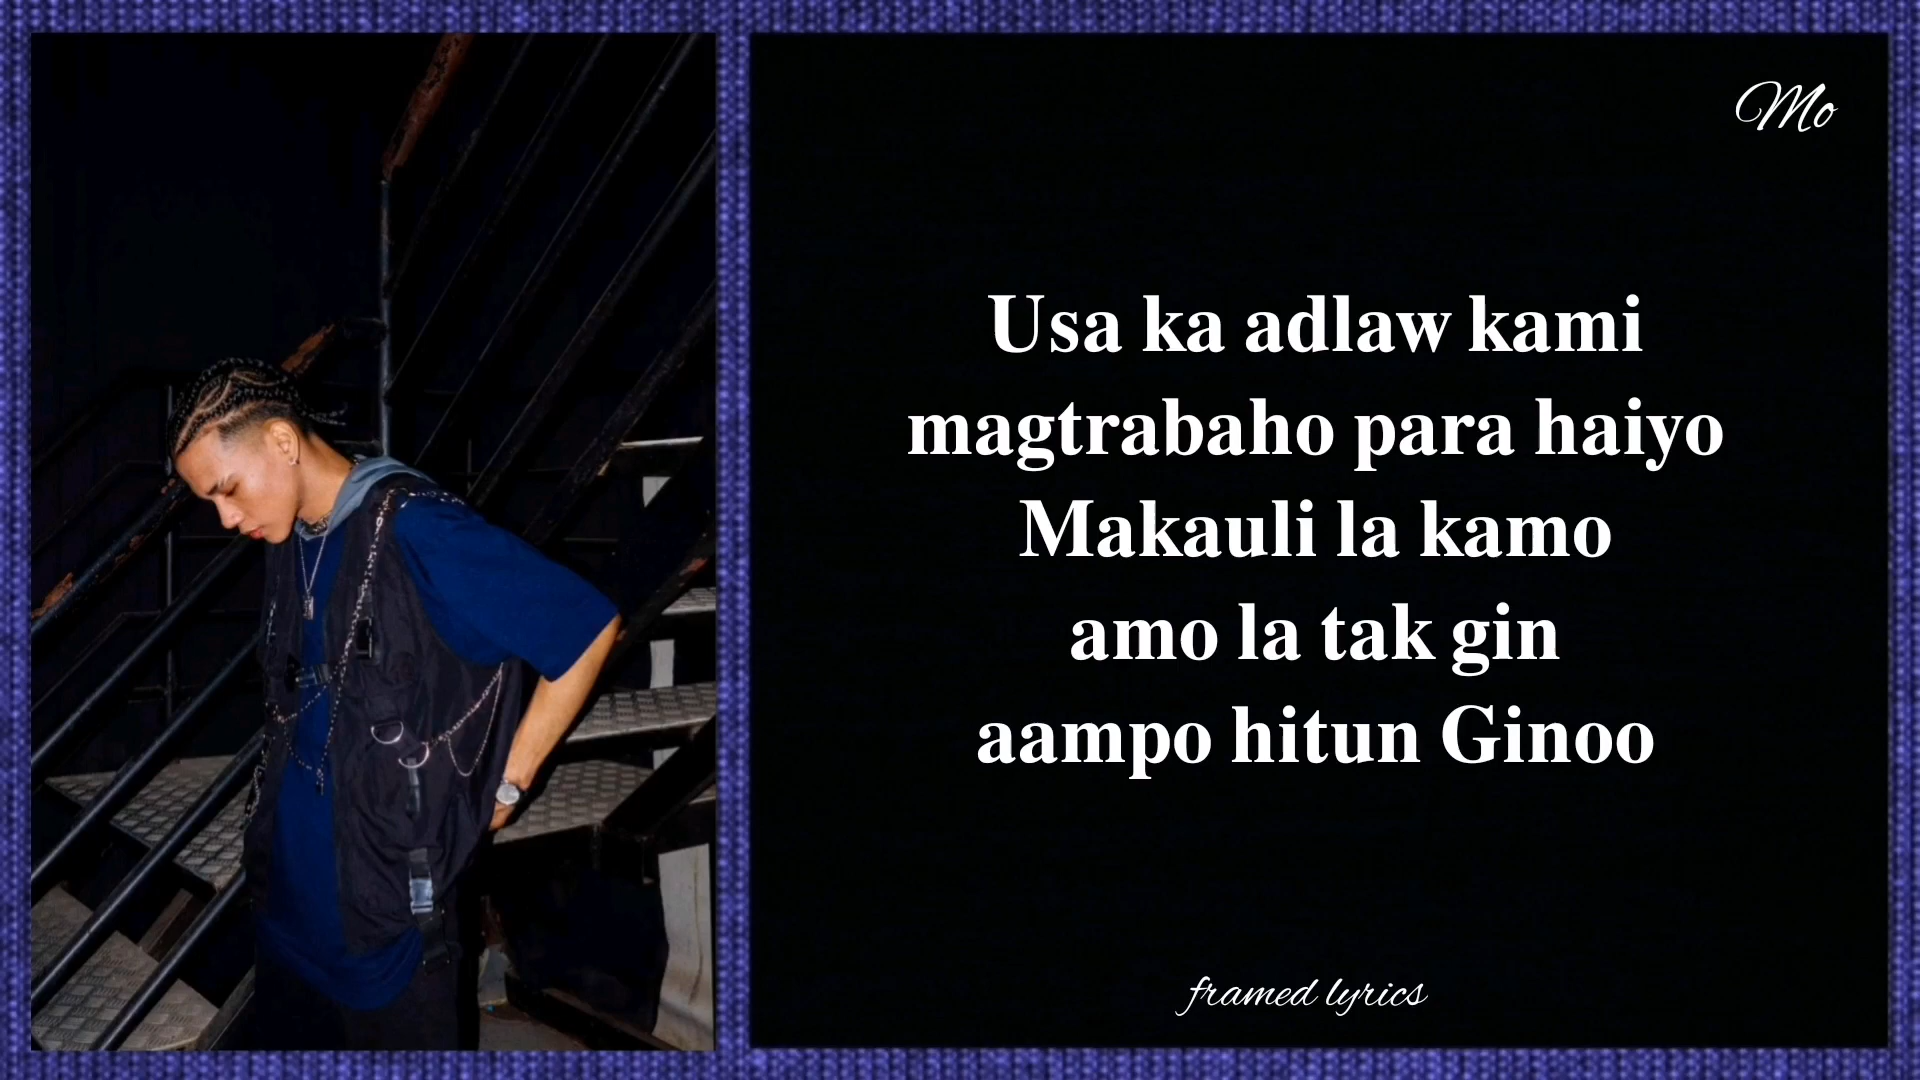 Mo
Usa ka adlaw kami
magtrabaho para haiyo
Makauli la kamo
amo la tak gin
aampo hitun Ginoo
framed lyrics